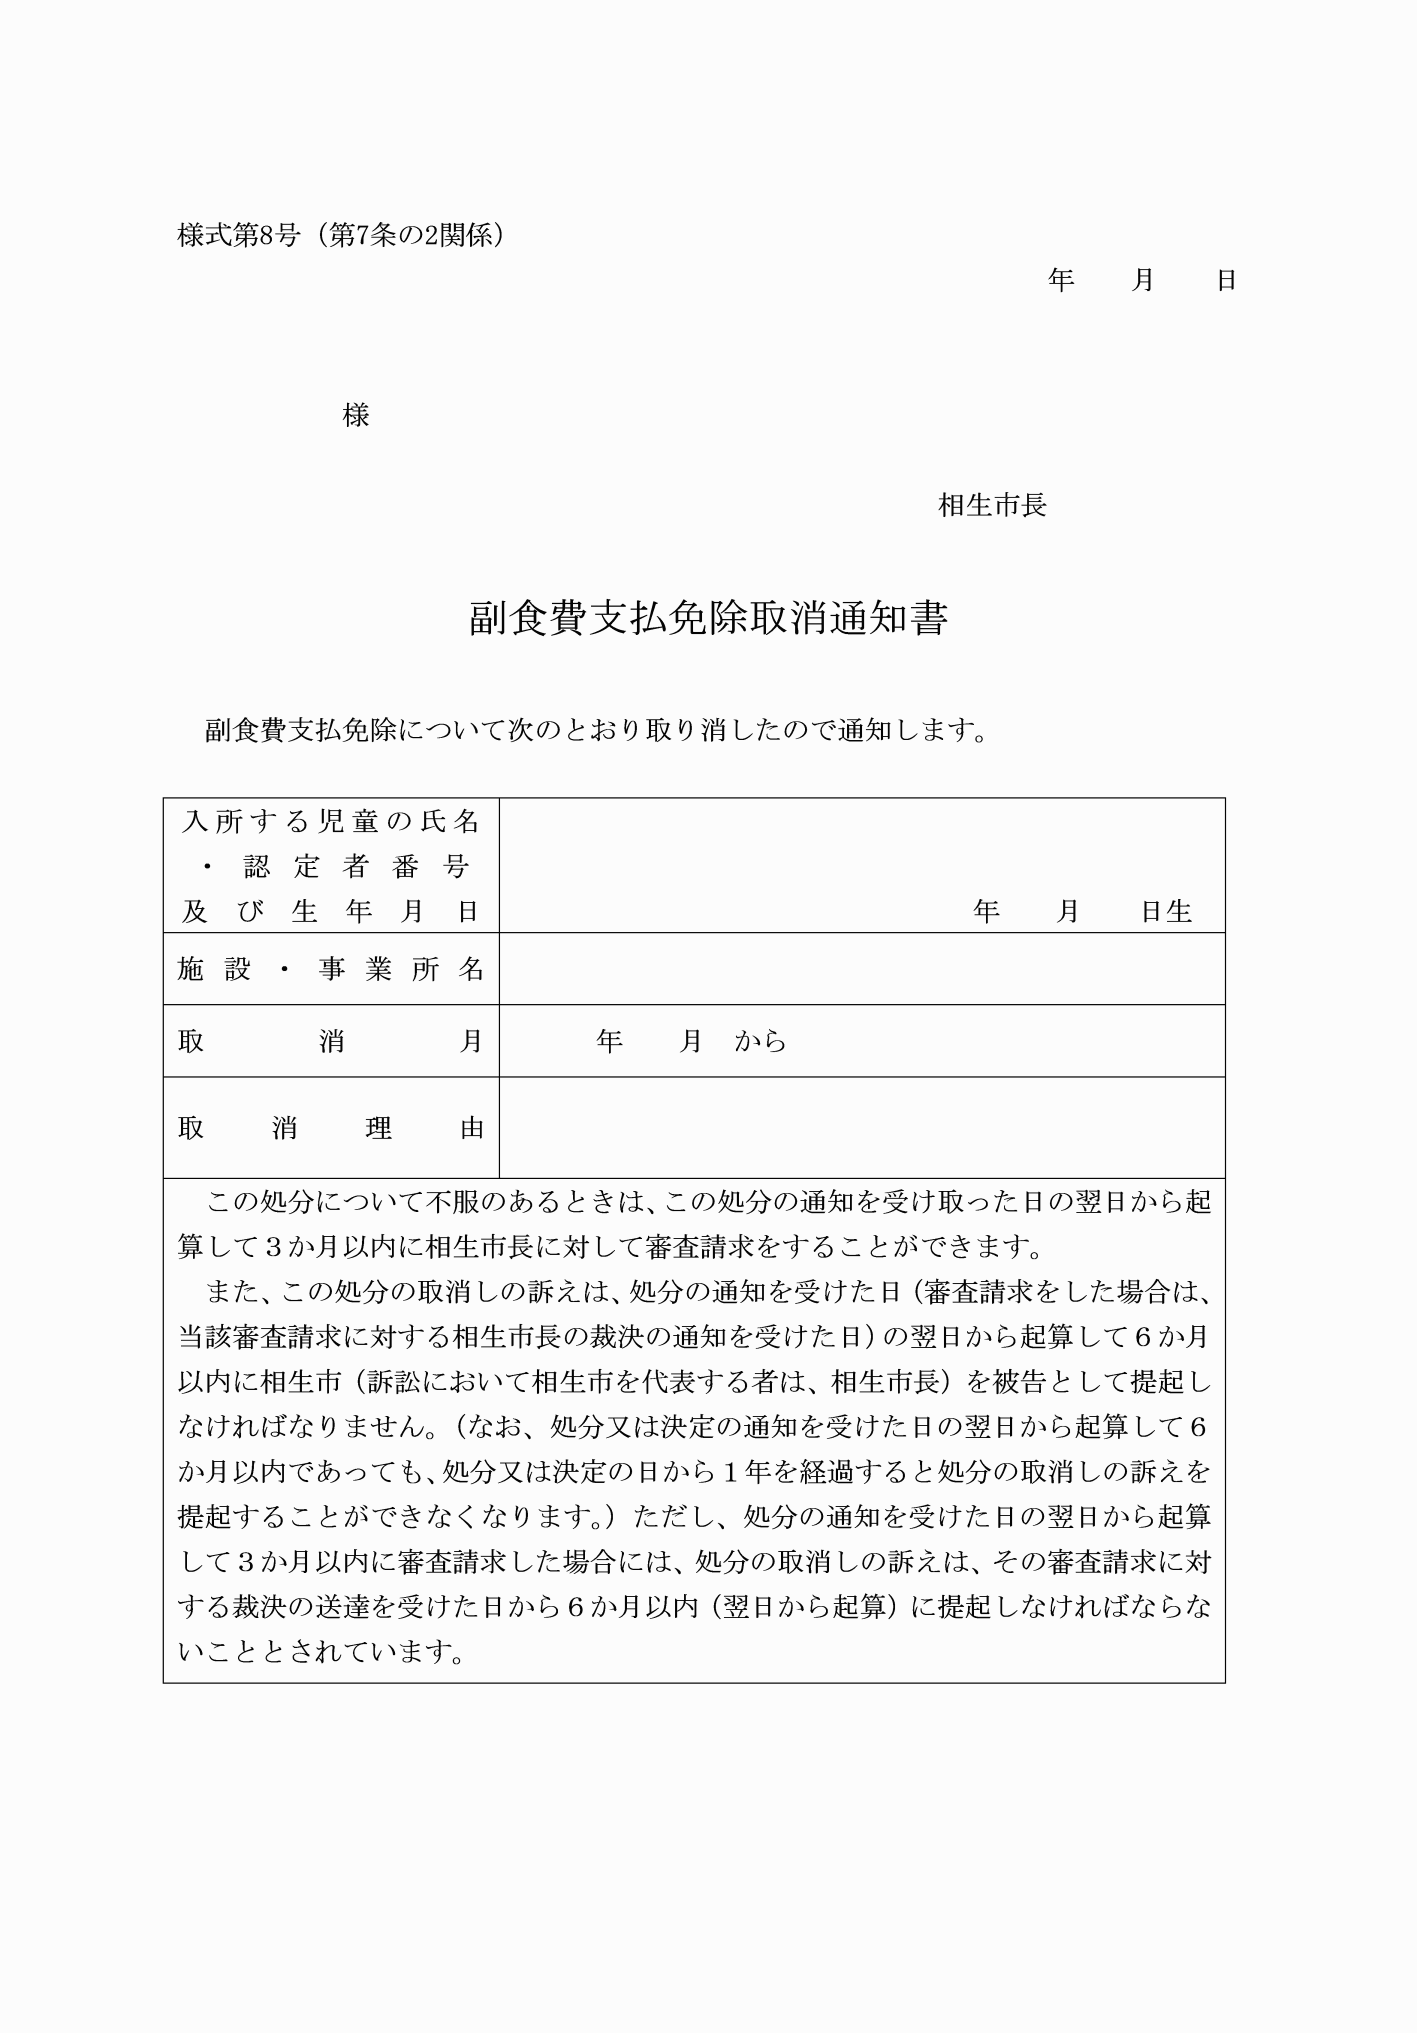 様式第8号（第7条の2関係）
年　　月　　日
様
相生市長
副食費支払免除取消通知書
副食費支払免除について次のとおり取り消したので通知します。
入所する児童の氏名
・認定者番号
及び生年月日
年　　月　　日生
施設・事業所名
取消月
年　　月　から
取消理由
この処分について不服のあるときは、この処分の通知を受け取った日の翌日から起
算して３か月以内に相生市長に対して審査請求をすることができます。
また、この処分の取消しの訴えは、処分の通知を受けた日（審査請求をした場合は、
当該審査請求に対する相生市長の裁決の通知を受けた日）の翌日から起算して６か月
以内に相生市（訴訟において相生市を代表する者は、相生市長）を被告として提起し
なければなりません。（なお、処分又は決定の通知を受けた日の翌日から起算して６
か月以内であっても、処分又は決定の日から１年を経過すると処分の取消しの訴えを
提起することができなくなります。）ただし、処分の通知を受けた日の翌日から起算
して３か月以内に審査請求した場合には、処分の取消しの訴えは、その審査請求に対
する裁決の送達を受けた日から６か月以内（翌日から起算）に提起しなければならな
いこととされています。